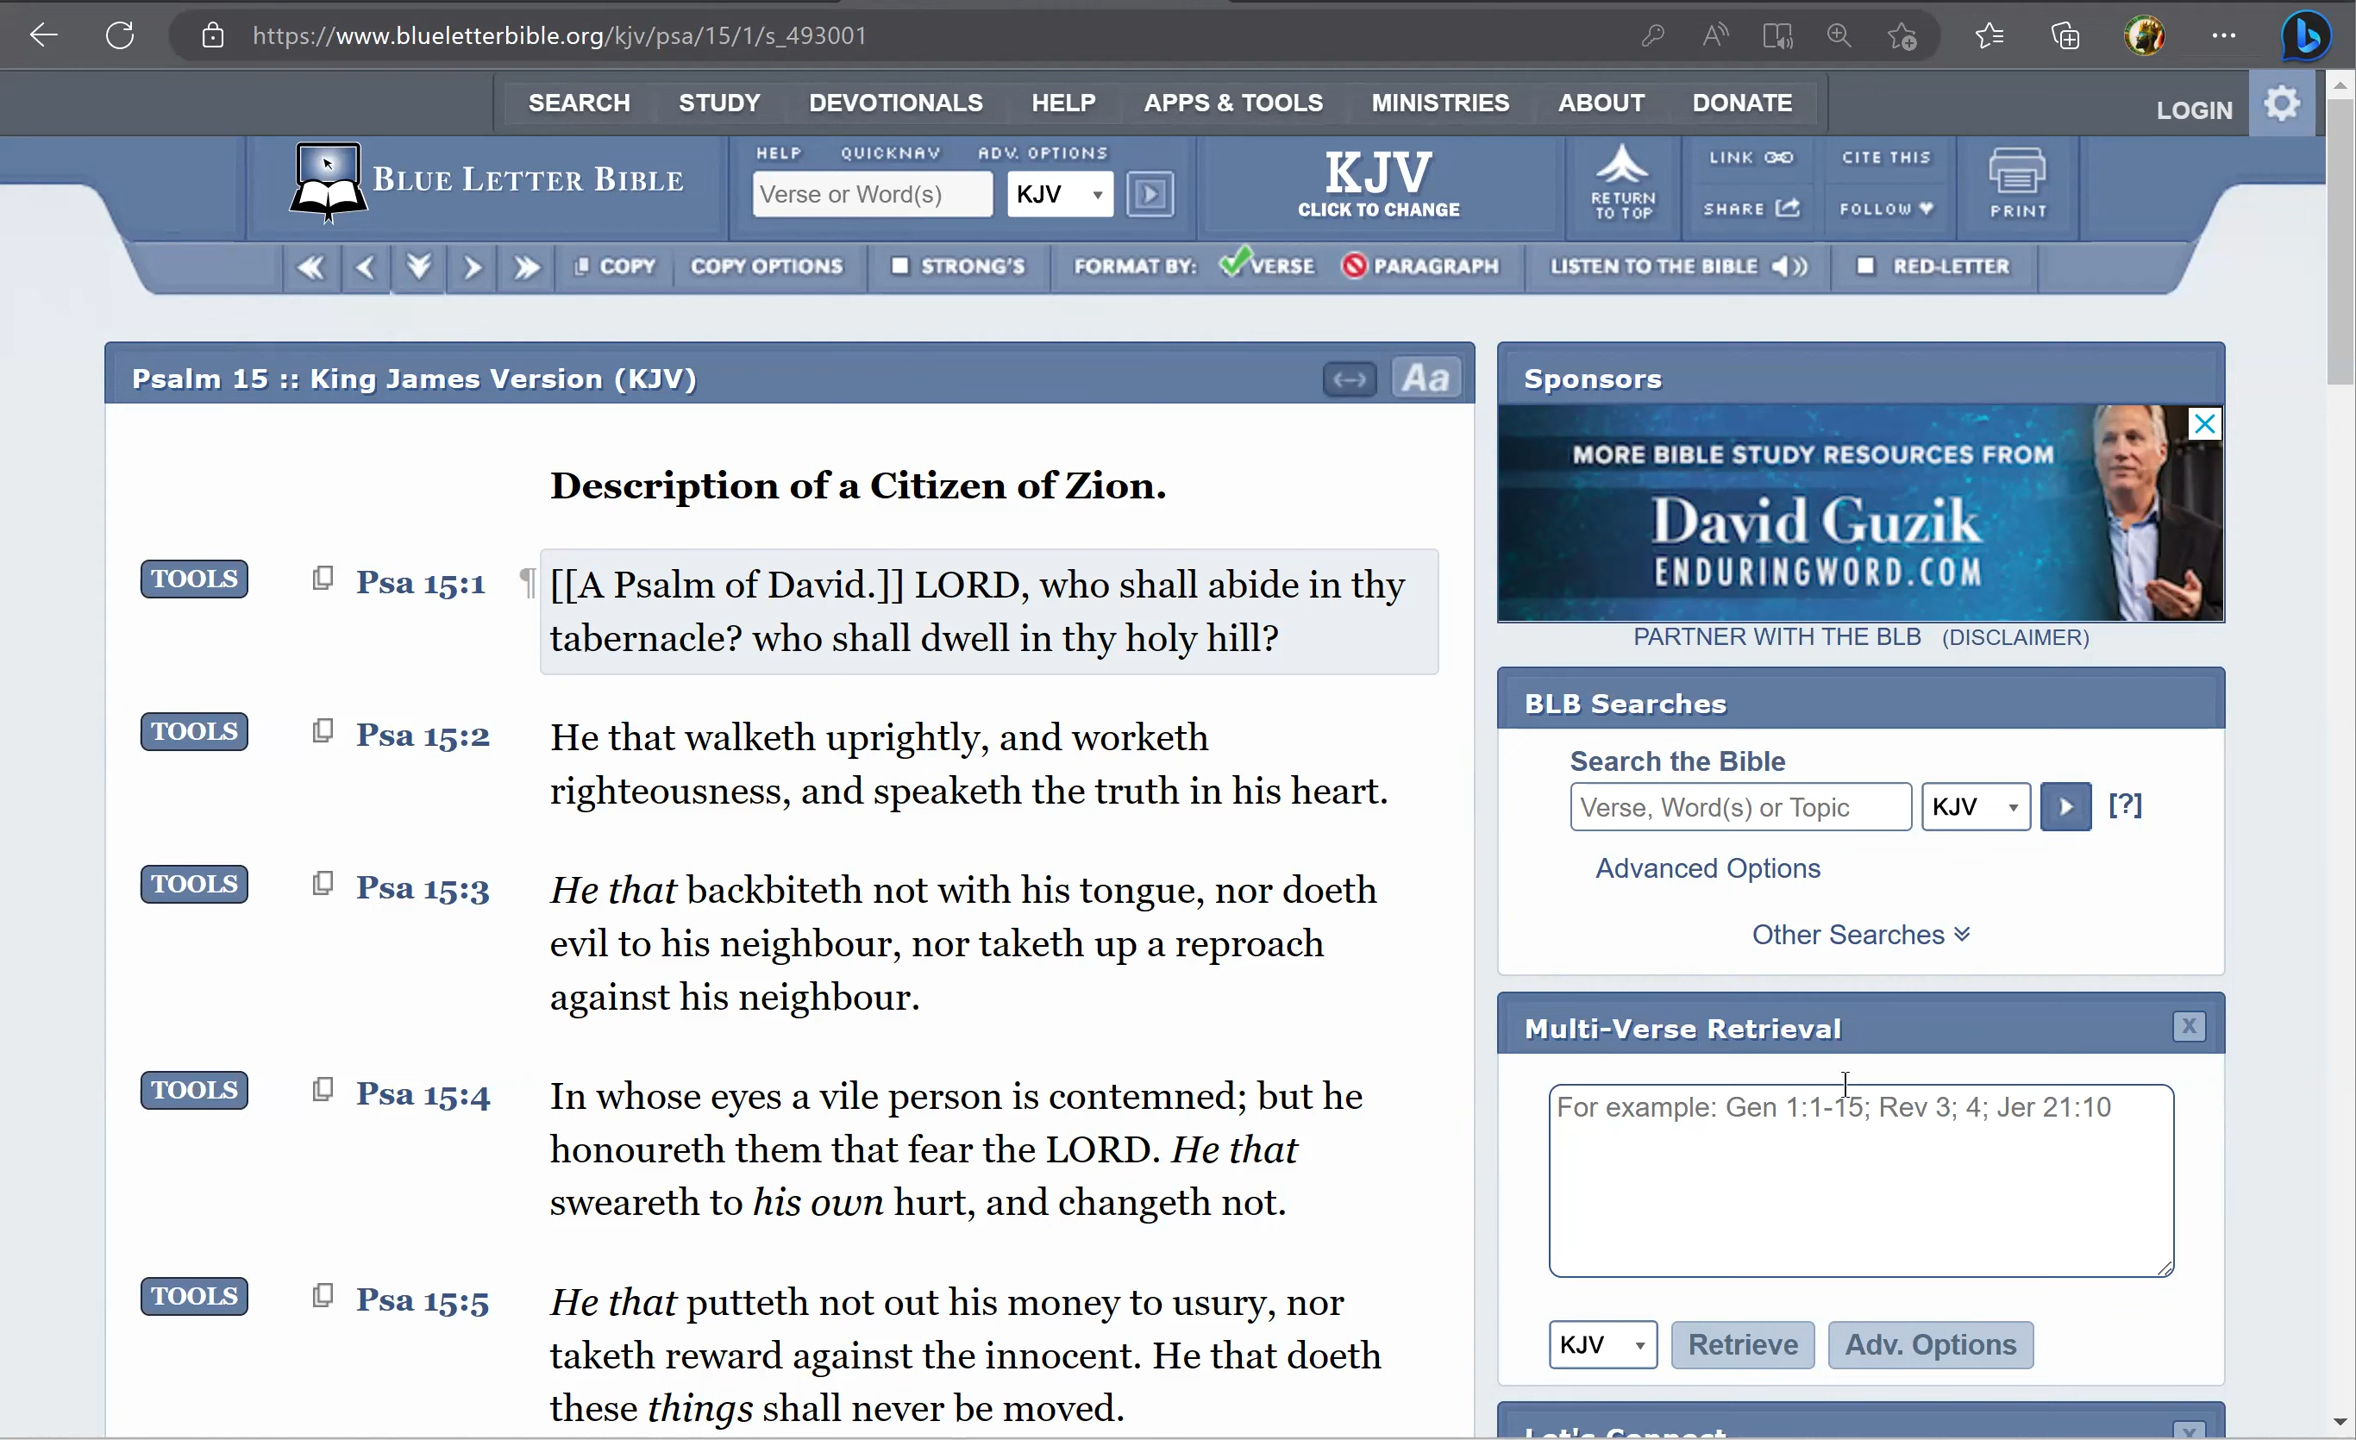 https://www.blueletterbible.org/kjv/psa/15/1/s_493001
SEARCH STUDY DEVOTIONALS HELP APPS & TOOLS MINISTRIES ABOUT DONATE
LOGIN
BLUE LETTER BIBLE
HELP QUICKNAV ADV. OPTIONS
Verse or Word(s) KJV
KJV
CLICK TO CHANGE
RETURN
TO TOP
LINK CITE THIS
SHARE FOLLOW
PRINT
COPY COPY OPTIONS STRONG'S FORMAT BY: VERSE PARAGRAPH LISTEN TO THE BIBLE RED-LETTER
Psalm 15 :: King James Version (KJV)
Aa
Description of a Citizen of Zion.
TOOLS Psa 15:1 ¶ [[A Psalm of David.]] LORD, who shall abide in thy
tabernacle? who shall dwell in thy holy hill?
TOOLS Psa 15:2 He that walketh uprightly, and worketh
righteousness, and speaketh the truth in his heart.
TOOLS Psa 15:3 He that backbiteth not with his tongue, nor doeth
evil to his neighbour, nor taketh up a reproach
against his neighbour.
TOOLS Psa 15:4 In whose eyes a vile person is contemned; but he
honoureth them that fear the LORD. He that
sweareth to his own hurt, and changeth not.
TOOLS Psa 15:5 He that putteth not out his money to usury, nor
taketh reward against the innocent. He that doeth
these things shall never be moved.
Sponsors
MORE BIBLE STUDY RESOURCES FROM
David Guzik
ENDURINGWORD.COM
PARTNER WITH THE BLB (DISCLAIMER)
BLB Searches
Search the Bible
Verse, Word(s) or Topic KJV [?]
Advanced Options
Other Searches
Multi-Verse Retrieval X
For example: Gen 1:1-15; Rev 3; 4; Jer 21:10
KJV Retrieve Adv. Options
Let's Connect X